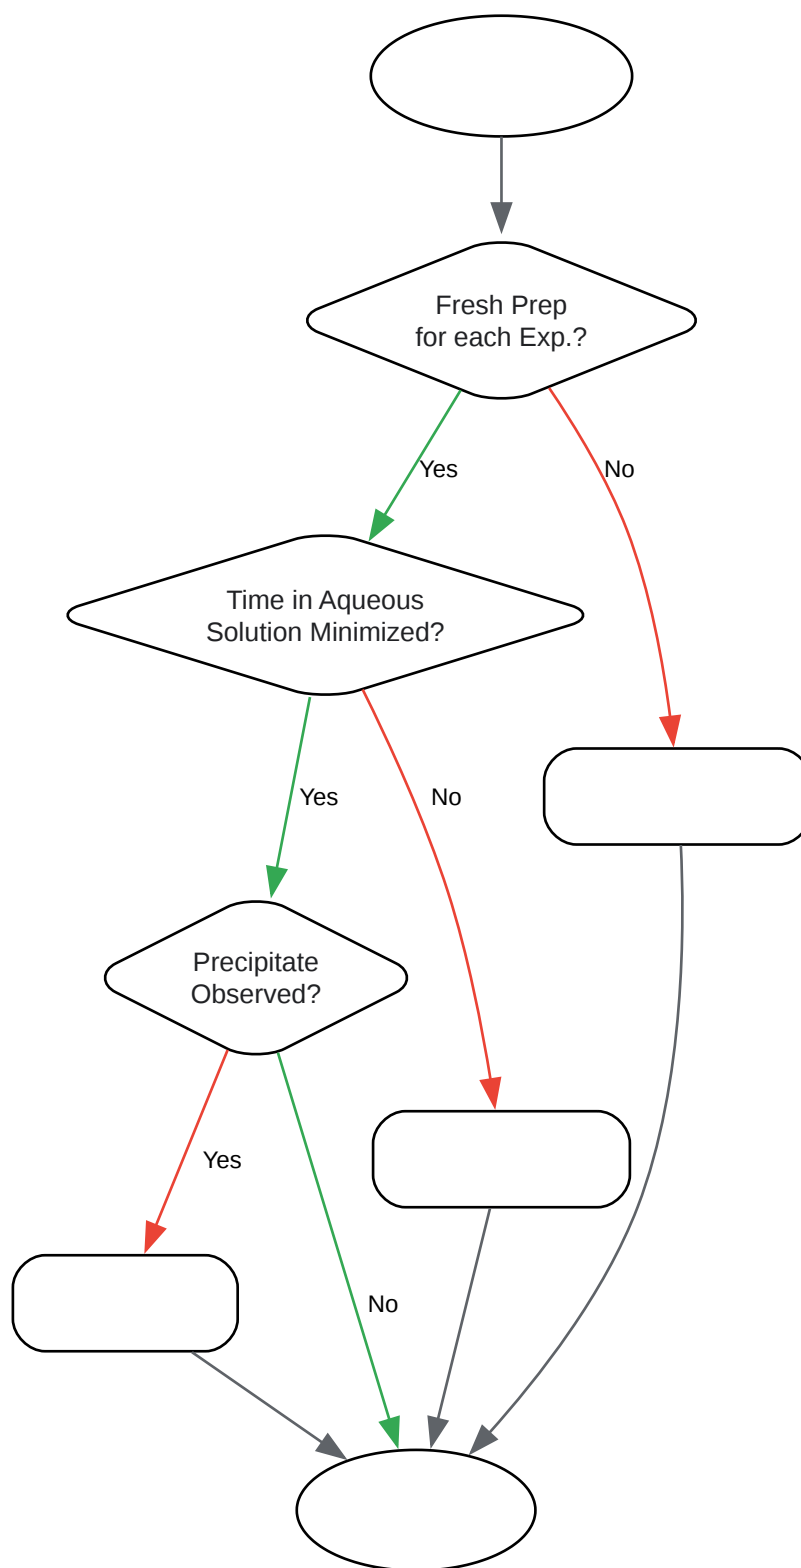 Fresh Prep
for each Exp.?
Yes
No
Time in Aqueous
Solution Minimized?
Yes
No
Precipitate
Observed?
Yes
No